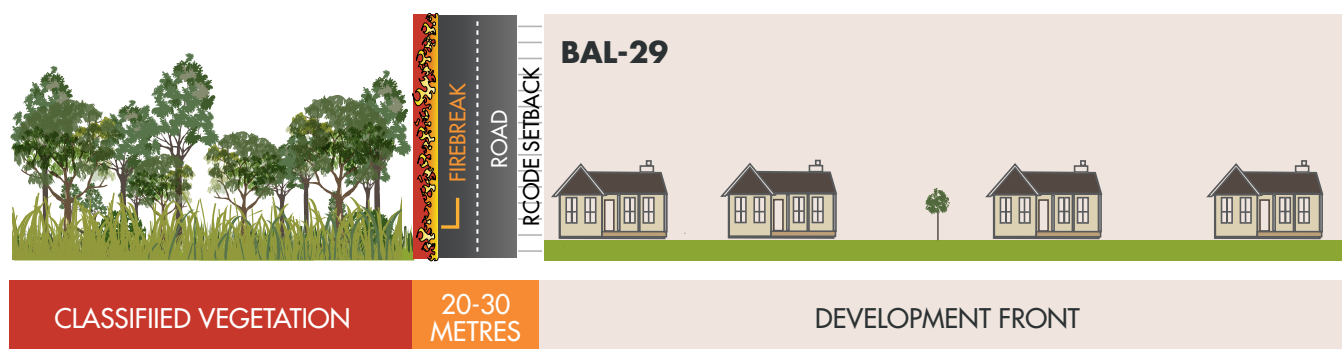 BAL-29
FIREBREAK
ROAD
RCODE SETBACK
CLASSIFIIED VEGETATION
20-30
METRES
DEVELOPMENT FRONT